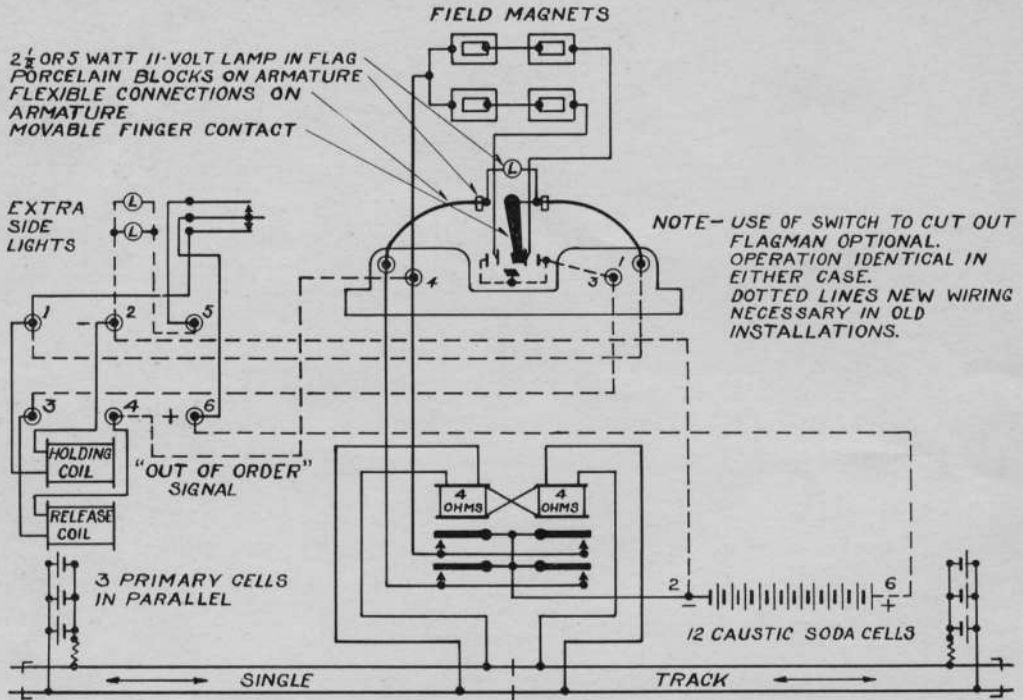 FIELD MAGNETS
2½ OR 5 WATT 11-VOLT LAMP IN FLAG
PORCELAIN BLOCKS ON ARMATURE
FLEXIBLE CONNECTIONS ON
ARMATURE
MOVABLE FINGER CONTACT
L
EXTRA
SIDE
LIGHTS
L
L
NOTE- USE OF SWITCH TO CUT OUT
FLAGMAN OPTIONAL.
OPERATION IDENTICAL IN
EITHER CASE.
DOTTED LINES NEW WIRING
NECESSARY IN OLD
INSTALLATIONS.
4
3
1
1
- 2
5
3
4
+ 6
HOLDING
COIL
"OUT OF ORDER"
SIGNAL
RELEASE
COIL
4
OHMS
4
OHMS
3 PRIMARY CELLS
IN PARALLEL
2
-
6
+
12 CAUSTIC SODA CELLS
SINGLE
TRACK